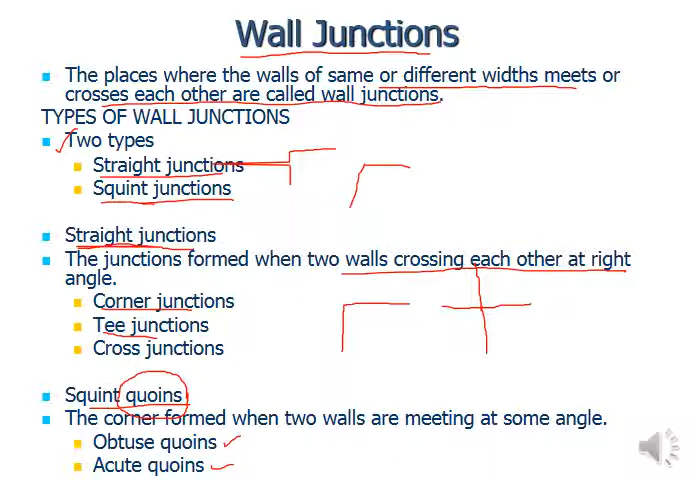 Wall Junctions
The places where the walls of same or different widths meets or
crosses each other are called wall junctions.
TYPES OF WALL JUNCTIONS
Two types
Straight junctions
Squint junctions
Straight junctions
The junctions formed when two walls crossing each other at right
angle.
Corner junctions
Tee junctions
Cross junctions
Squint quoins
The corner formed when two walls are meeting at some angle.
Obtuse quoins
Acute quoins